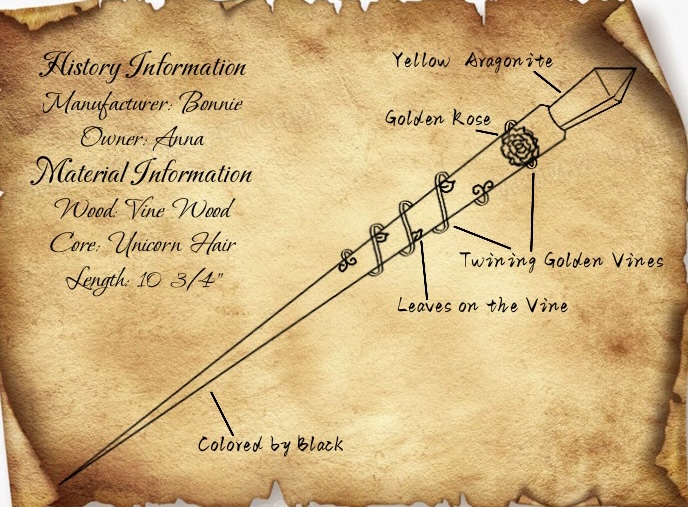 History Information
Manufacturer: Bonnie
Owner: Anna
Material Information
Wood: Vine Wood
Core: Unicorn Hair
Length: 10 3/4"
Yellow Aragonite
Golden Rose
Twining Golden Vines
Leaves on the Vine
Colored by Black